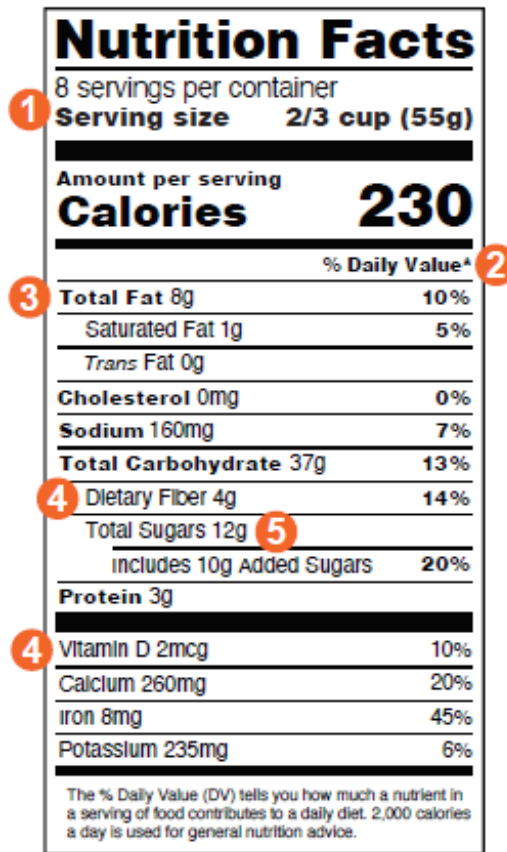 Nutrition Facts
8 servings per container
1 Serving size 2/3 cup (55g)
Amount per serving
Calories 230
% Daily Value* 2
3 Total Fat 8g 10%
Saturated Fat 1g 5%
Trans Fat 0g
Cholesterol 0mg 0%
Sodium 160mg 7%
Total Carbohydrate 37g 13%
4 Dietary Fiber 4g 14%
Total Sugars 12g 5
Includes 10g Added Sugars 20%
Protein 3g
4 Vitamin D 2mcg 10%
Calcium 260mg 20%
Iron 8mg 45%
Potassium 235mg 6%
The % Daily Value (DV) tells you how much a nutrient in
a serving of food contributes to a daily diet. 2,000 calories
a day is used for general nutrition advice.